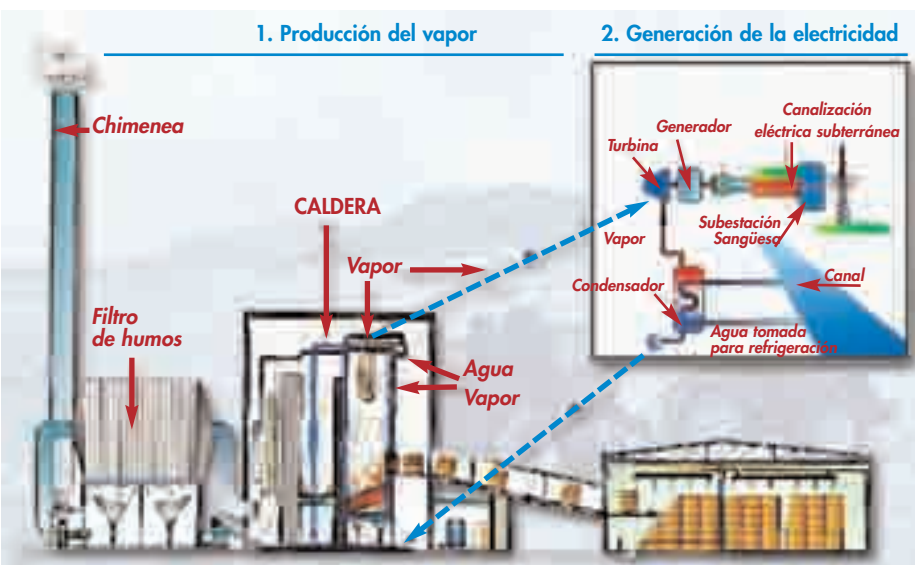 1. Producción del vapor
2. Generación de la electricidad
Chimenea
CALDERA
Vapor
Filtro
de humos
Agua
Vapor
Canalización
eléctrica subterránea
Generador
Turbina
Subestación
Sangüesa
Vapor
Condensador
Canal
Agua tomada
para refrigeración